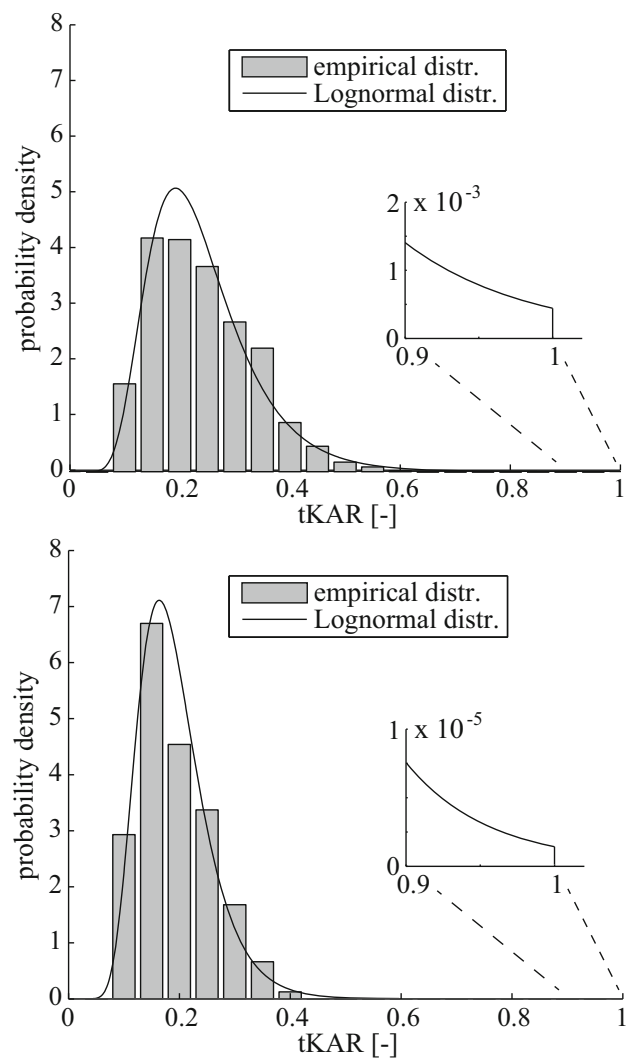 8
7
6
5
4
3
2
1
0
probability density
empirical distr.
Lognormal distr.
2 x 10-3
1
0
0.9 1
0 0.2 0.4 0.6 0.8 1
tKAR [-]
8
7
6
5
4
3
2
1
0
probability density
empirical distr.
Lognormal distr.
1 x 10-5
0
0.9 1
0 0.2 0.4 0.6 0.8 1
tKAR [-]